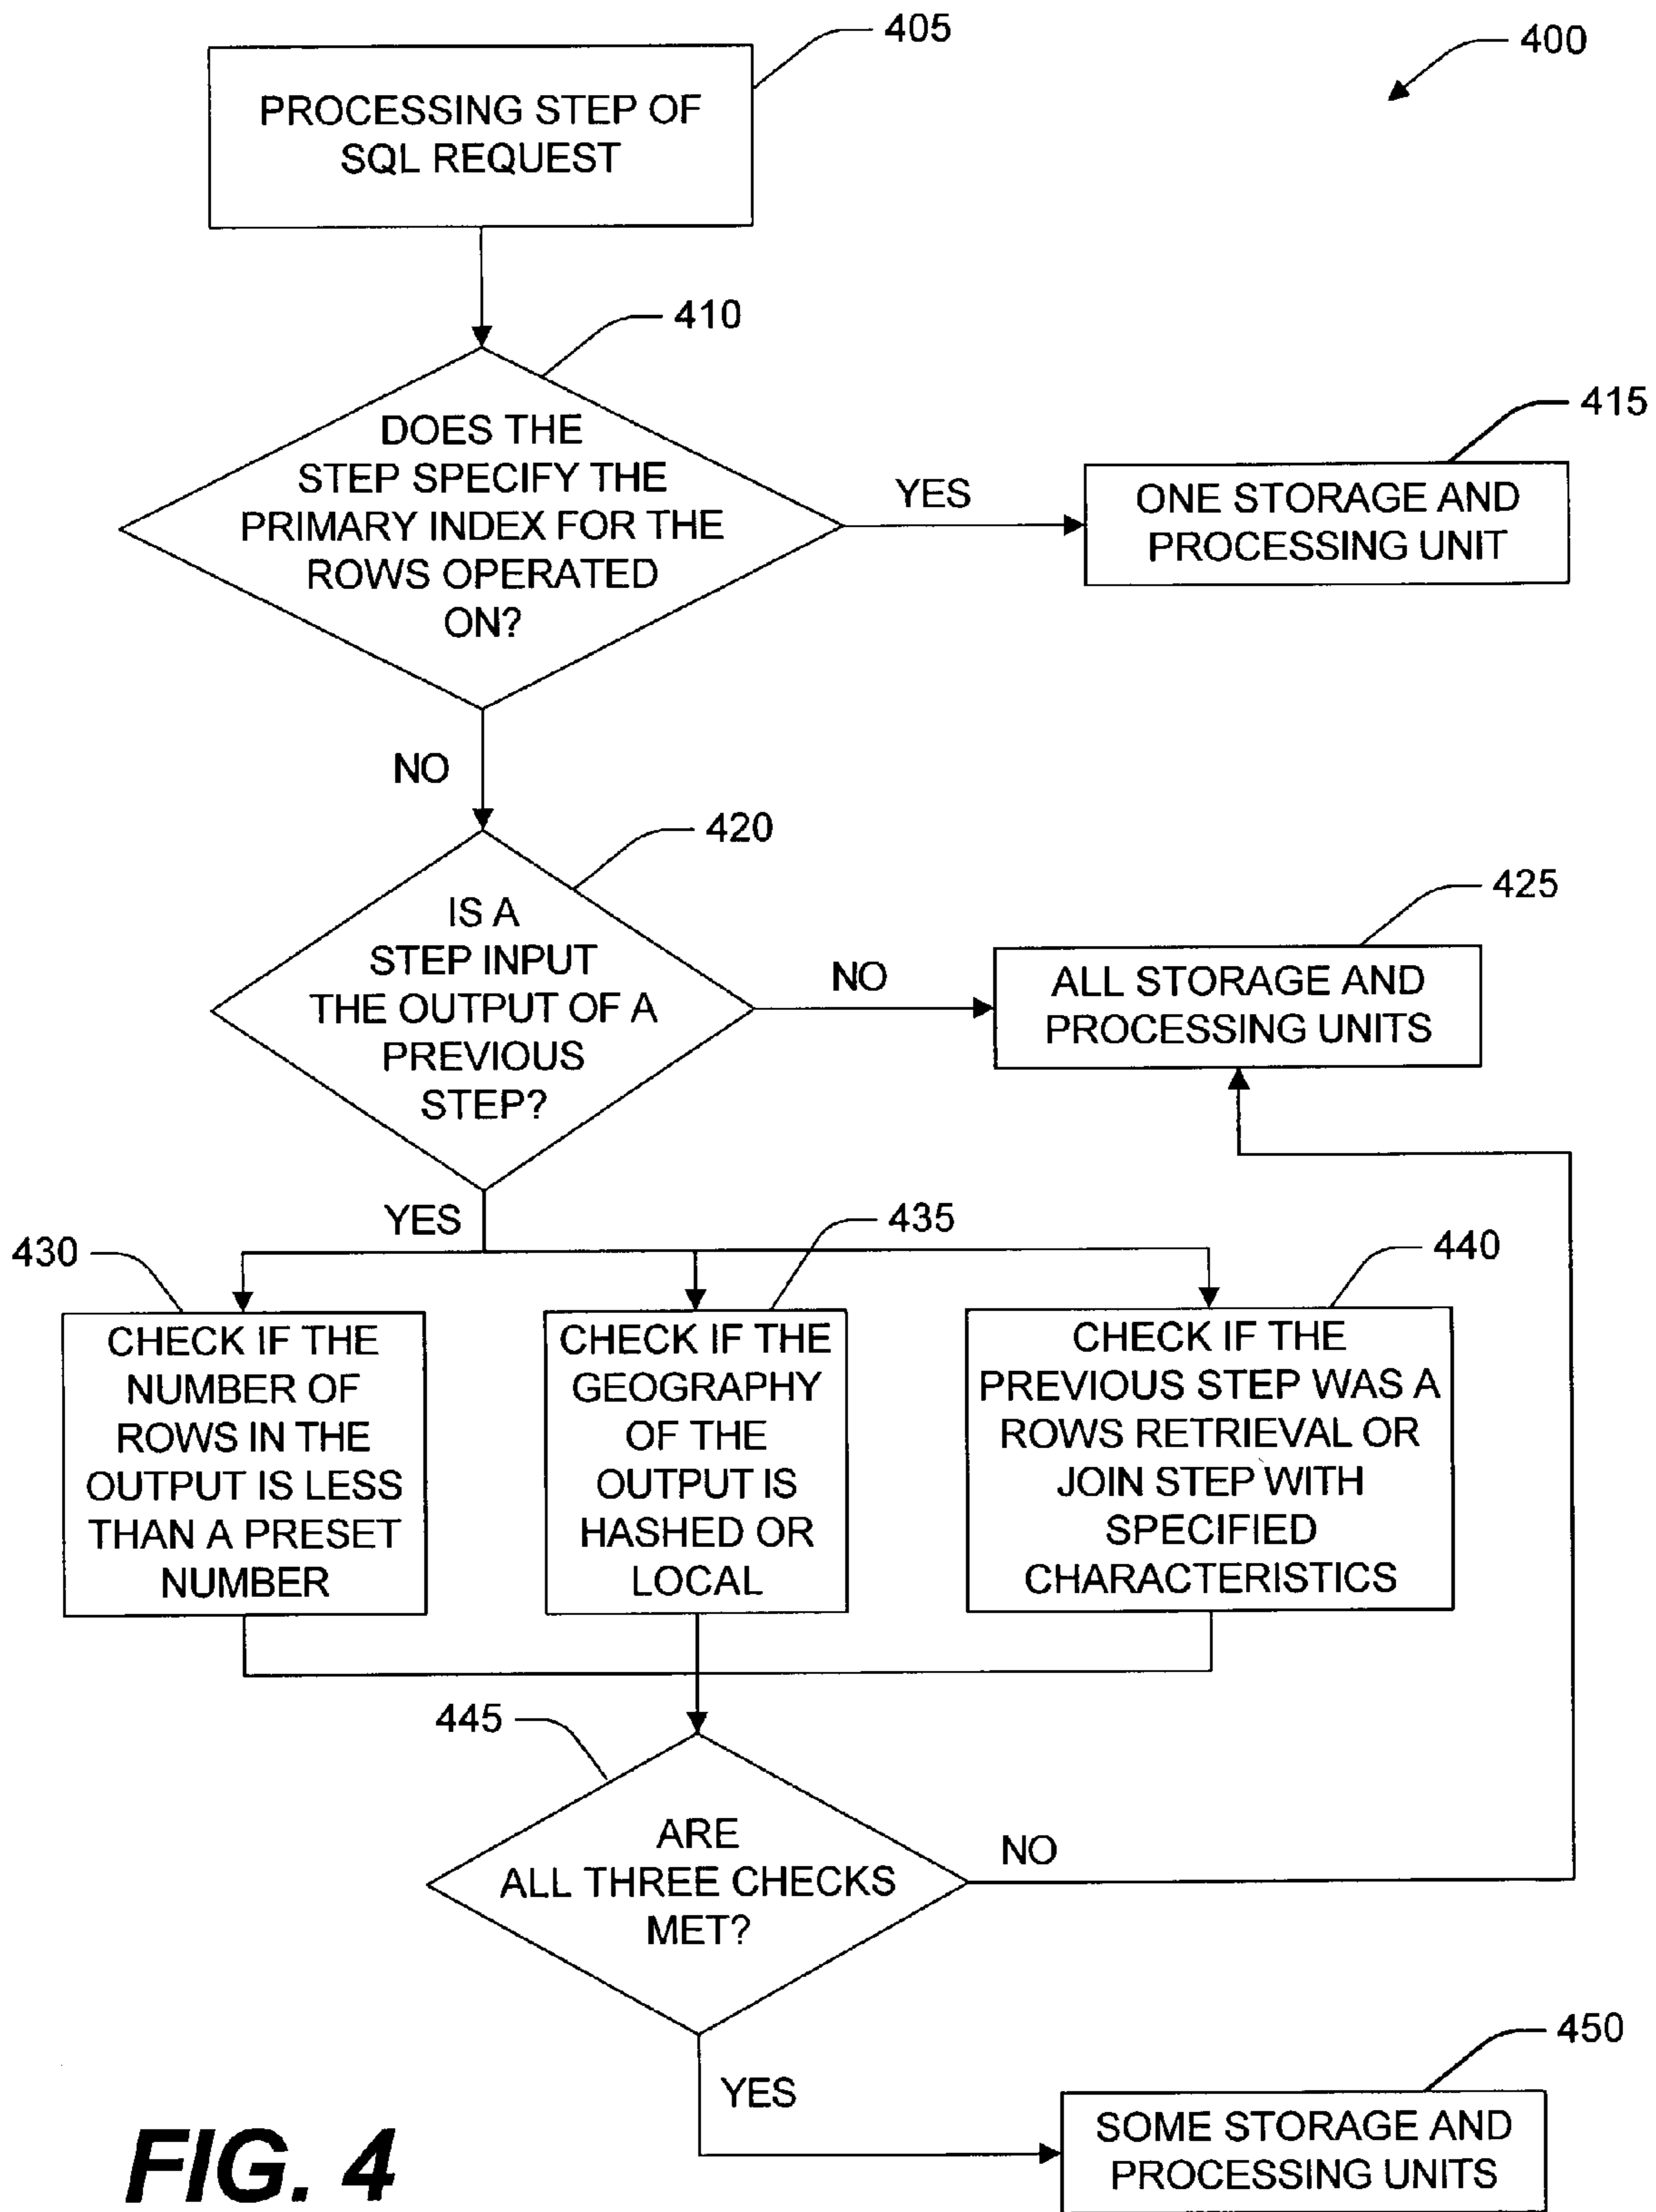 405
400
PROCESSING STEP OF
SQL REQUEST
410
DOES THE
STEP SPECIFY THE
PRIMARY INDEX FOR THE
ROWS OPERATED
ON?
YES
415
ONE STORAGE AND
PROCESSING UNIT
NO
420
IS A
STEP INPUT
THE OUTPUT OF A
PREVIOUS
STEP?
NO
425
ALL STORAGE AND
PROCESSING UNITS
YES
430
CHECK IF THE
NUMBER OF
ROWS IN THE
OUTPUT IS LESS
THAN A PRESET
NUMBER
435
CHECK IF THE
GEOGRAPHY
OF THE
OUTPUT IS
HASHED OR
LOCAL
440
CHECK IF THE
PREVIOUS STEP WAS A
ROWS RETRIEVAL OR
JOIN STEP WITH
SPECIFIED
CHARACTERISTICS
445
ARE
ALL THREE CHECKS
MET?
NO
YES
450
SOME STORAGE AND
PROCESSING UNITS
FIG. 4